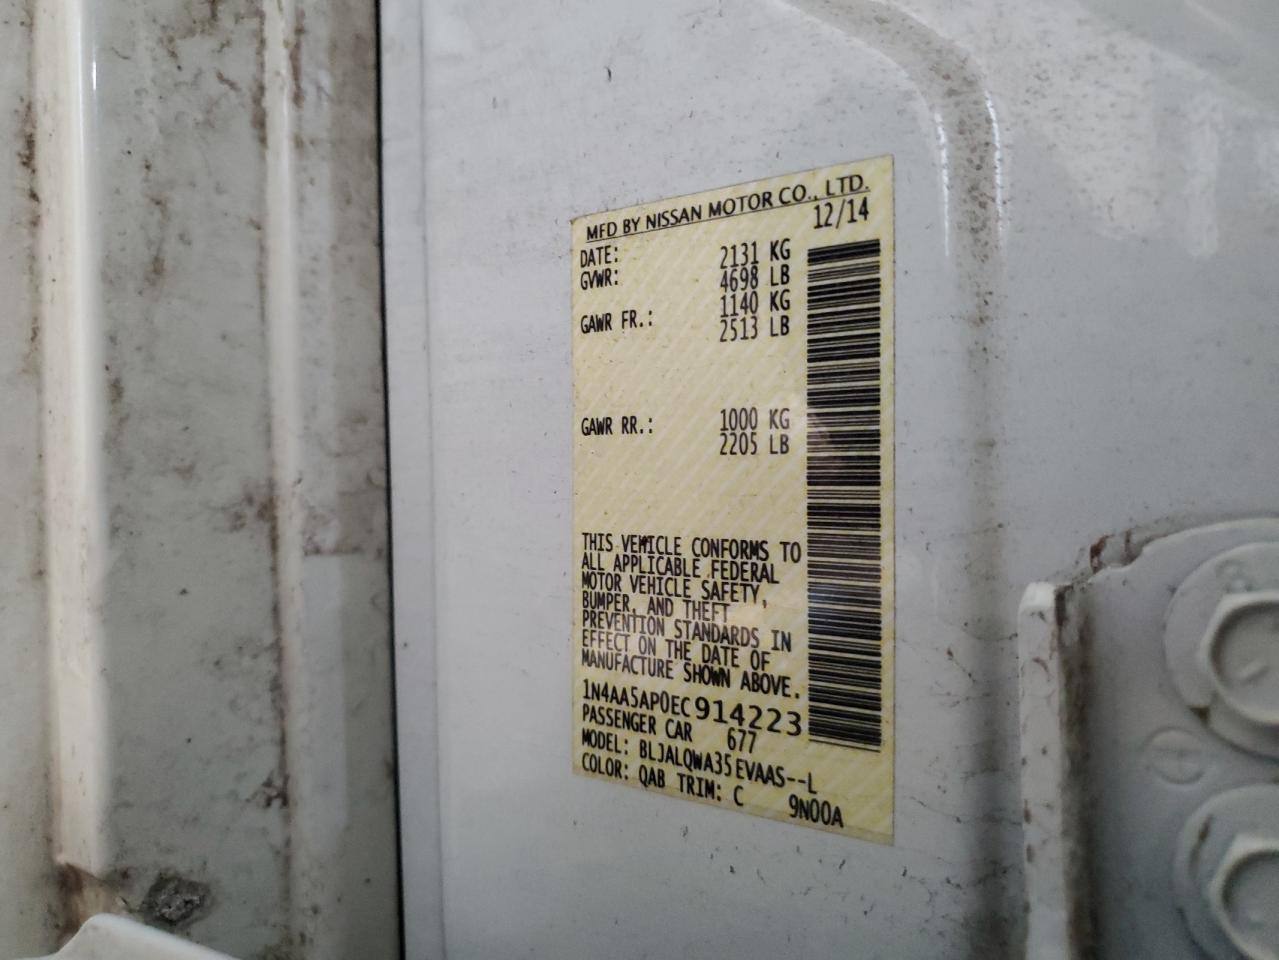 MFD BY NISSAN MOTOR CO., LTD.
DATE: 12/14
GVWR: 2131 KG
4698 LB
GAWR FR.: 1140 KG
2513 LB
GAWR RR.: 1000 KG
2205 LB
THIS VEHICLE CONFORMS TO
ALL APPLICABLE FEDERAL
MOTOR VEHICLE SAFETY,
BUMPER, AND THEFT
PREVENTION STANDARDS IN
EFFECT ON THE DATE OF
MANUFACTURE SHOWN ABOVE.
1N4AA5AP0EC914223
PASSENGER CAR 677
MODEL: BLJALQWA35EVAAS--L
COLOR: QAB TRIM: C 9N00A